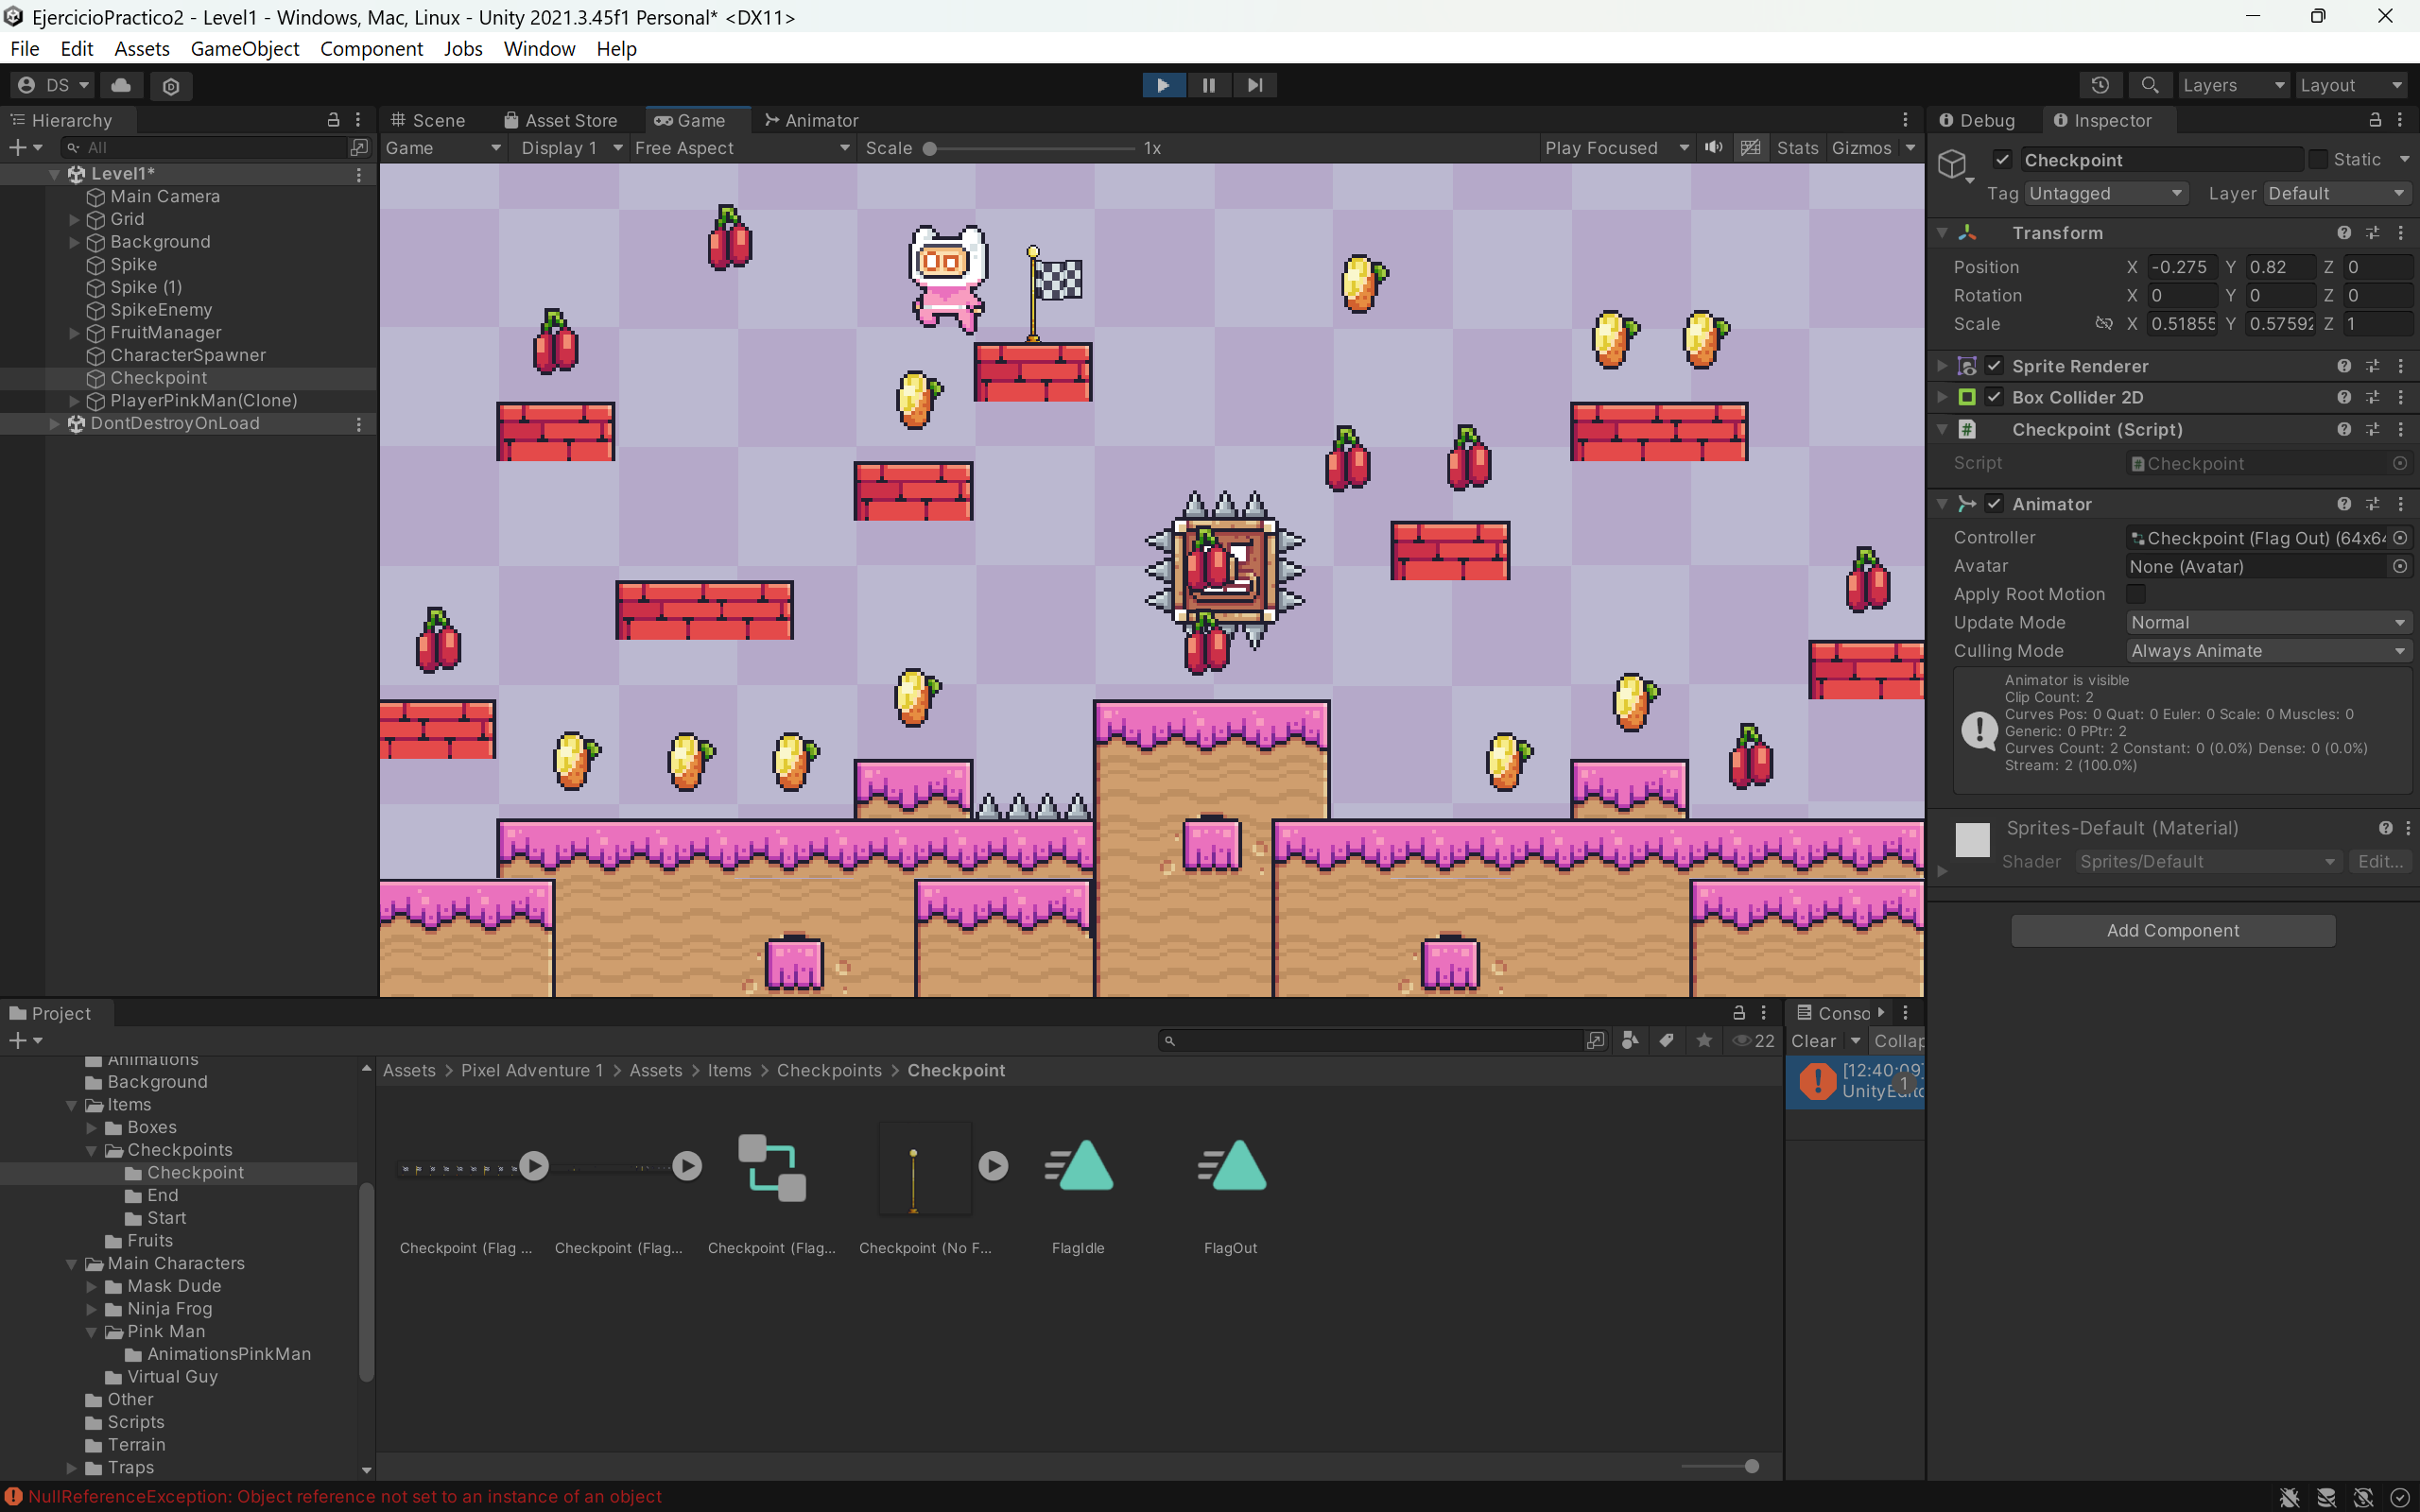 EjercicioPractico2 - Level1 - Windows, Mac, Linux - Unity 2021.3.45f1 Personal* <DX11>
File Edit Assets GameObject Component Jobs Window Help
DS Layers Layout
Hierarchy
All
Level1*
Main Camera
Grid
Background
Spike
Spike (1)
SpikeEnemy
FruitManager
CharacterSpawner
Checkpoint
PlayerPinkMan(Clone)
DontDestroyOnLoad
Scene Asset Store Game Animator
Game Display 1 Free Aspect Scale 1x Play Focused Stats Gizmos
Debug Inspector
Checkpoint Static
Tag Untagged Layer Default
Transform
Position X -0.275 Y 0.82 Z 0
Rotation X 0 Y 0 Z 0
Scale X 0.51855 Y 0.57592 Z 1
Sprite Renderer
Box Collider 2D
Checkpoint (Script)
Script Checkpoint
Animator
Controller Checkpoint (Flag Out) (64x64
Avatar None (Avatar)
Apply Root Motion
Update Mode Normal
Culling Mode Always Animate
Animator is visible
Clip Count: 2
Curves Pos: 0 Quat: 0 Euler: 0 Scale: 0 Muscles: 0
Generic: 0 PPtr: 2
Curves Count: 2 Constant: 0 (0.0%) Dense: 0 (0.0%)
Stream: 2 (100.0%)
Sprites-Default (Material)
Shader Sprites/Default Edit...
Add Component
Project
22
Animations
Background
Items
Boxes
Checkpoints
Checkpoint
End
Start
Fruits
Main Characters
Mask Dude
Ninja Frog
Pink Man
AnimationsPinkMan
Virtual Guy
Other
Scripts
Terrain
Traps
Assets > Pixel Adventure 1 > Assets > Items > Checkpoints > Checkpoint
Checkpoint (Flag ... Checkpoint (Flag... Checkpoint (Flag... Checkpoint (No F... FlagIdle FlagOut
Conso
Clear Collap
[12:40:09]
1
NullReferenceException: Object reference not set to an instance of an object